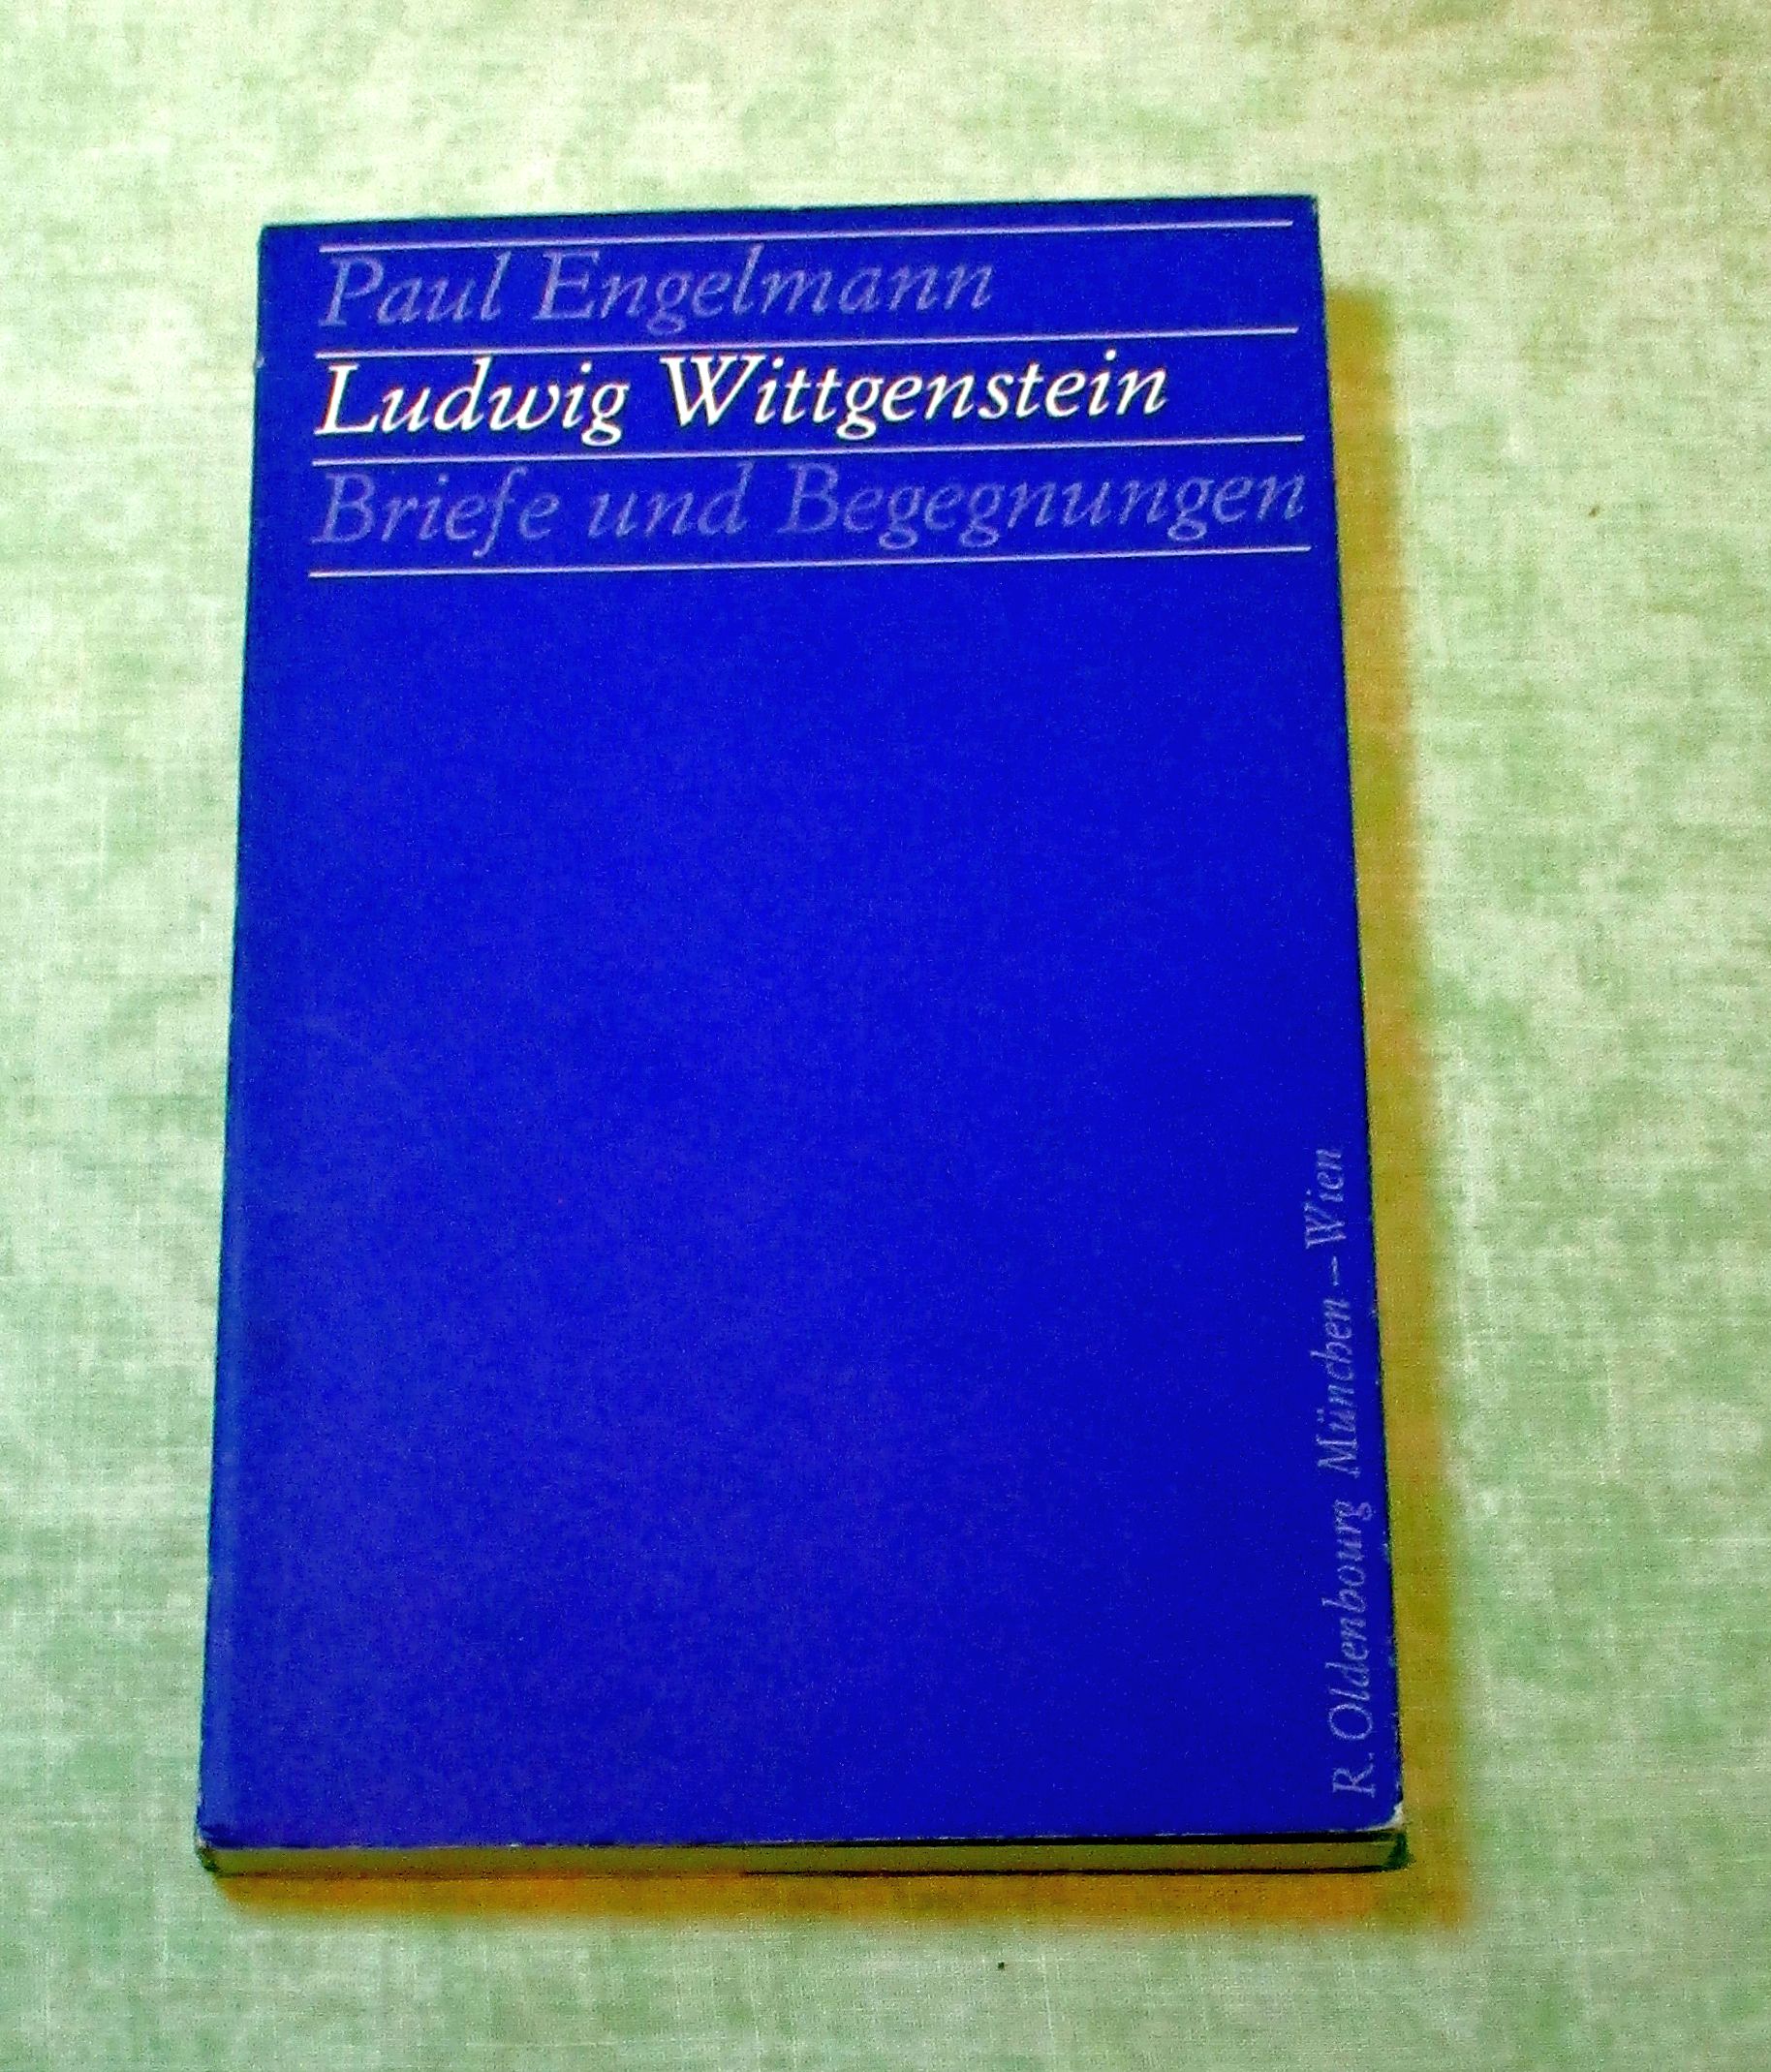 Paul Engelmann
Ludwig Wittgenstein
Briefe und Begegnungen
R. Oldenbourg München – Wien